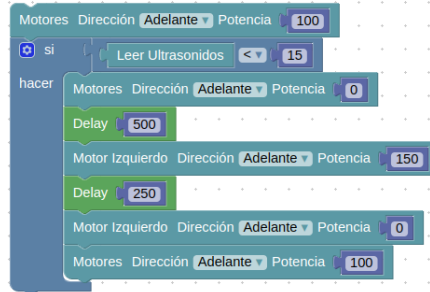 Motores Dirección Adelante Potencia 100
si Leer Ultrasonidos < 15
hacer Motores Dirección Adelante Potencia 0
Delay 500
Motor Izquierdo Dirección Adelante Potencia 150
Delay 250
Motor Izquierdo Dirección Adelante Potencia 0
Motores Dirección Adelante Potencia 100